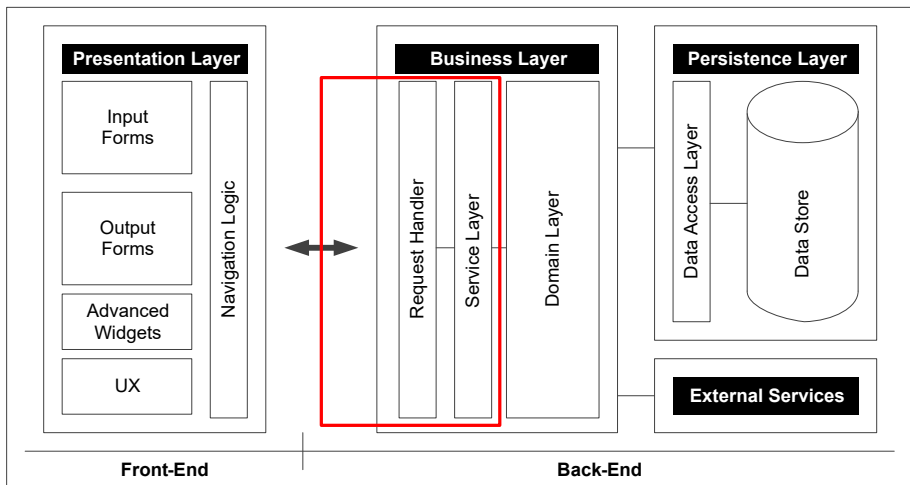 Presentation Layer
Input
Forms
Output
Forms
Advanced
Widgets
UX
Navigation Logic
Business Layer
Request Handler
Service Layer
Domain Layer
Persistence Layer
Data Access Layer
Data Store
External Services
Front-End
Back-End